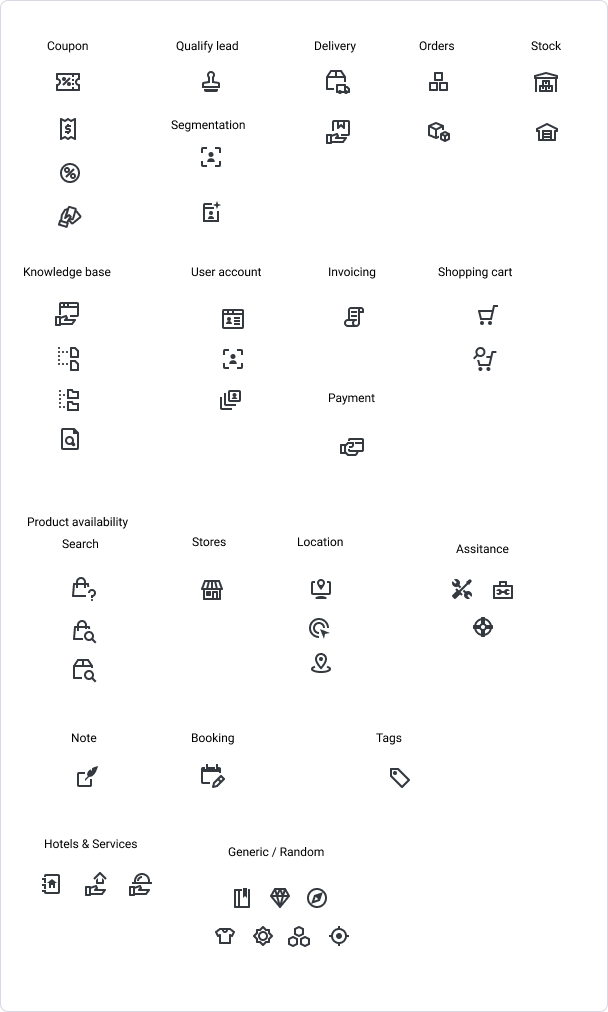 Coupon
Qualify lead
Delivery
Orders
Stock
Segmentation
Knowledge base
User account
Invoicing
Shopping cart
Payment
Product availability
Search
Stores
Location
Assitance
Note
Booking
Tags
Hotels & Services
Generic / Random